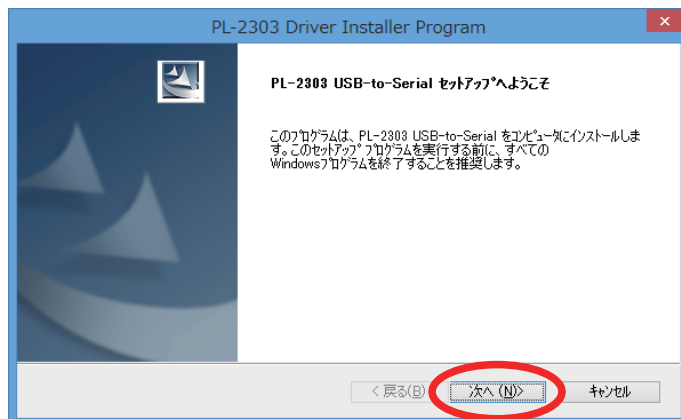 PL-2303 Driver Installer Program
×
PL-2303 USB-to-Serial ｾｯﾄｱｯﾌﾟへようこそ
このﾌﾟﾛｸﾞﾗﾑは、PL-2303 USB-to-Serial をｺﾝﾋﾟｭｰﾀにｲﾝｽﾄｰﾙしま
す。このｾｯﾄｱｯﾌﾟ ﾌﾟﾛｸﾞﾗﾑを実行する前に、すべての
Windowsﾌﾟﾛｸﾞﾗﾑを終了することを推奨します。
< 戻る(B)
次へ (N)>
ｷｬﾝｾﾙ